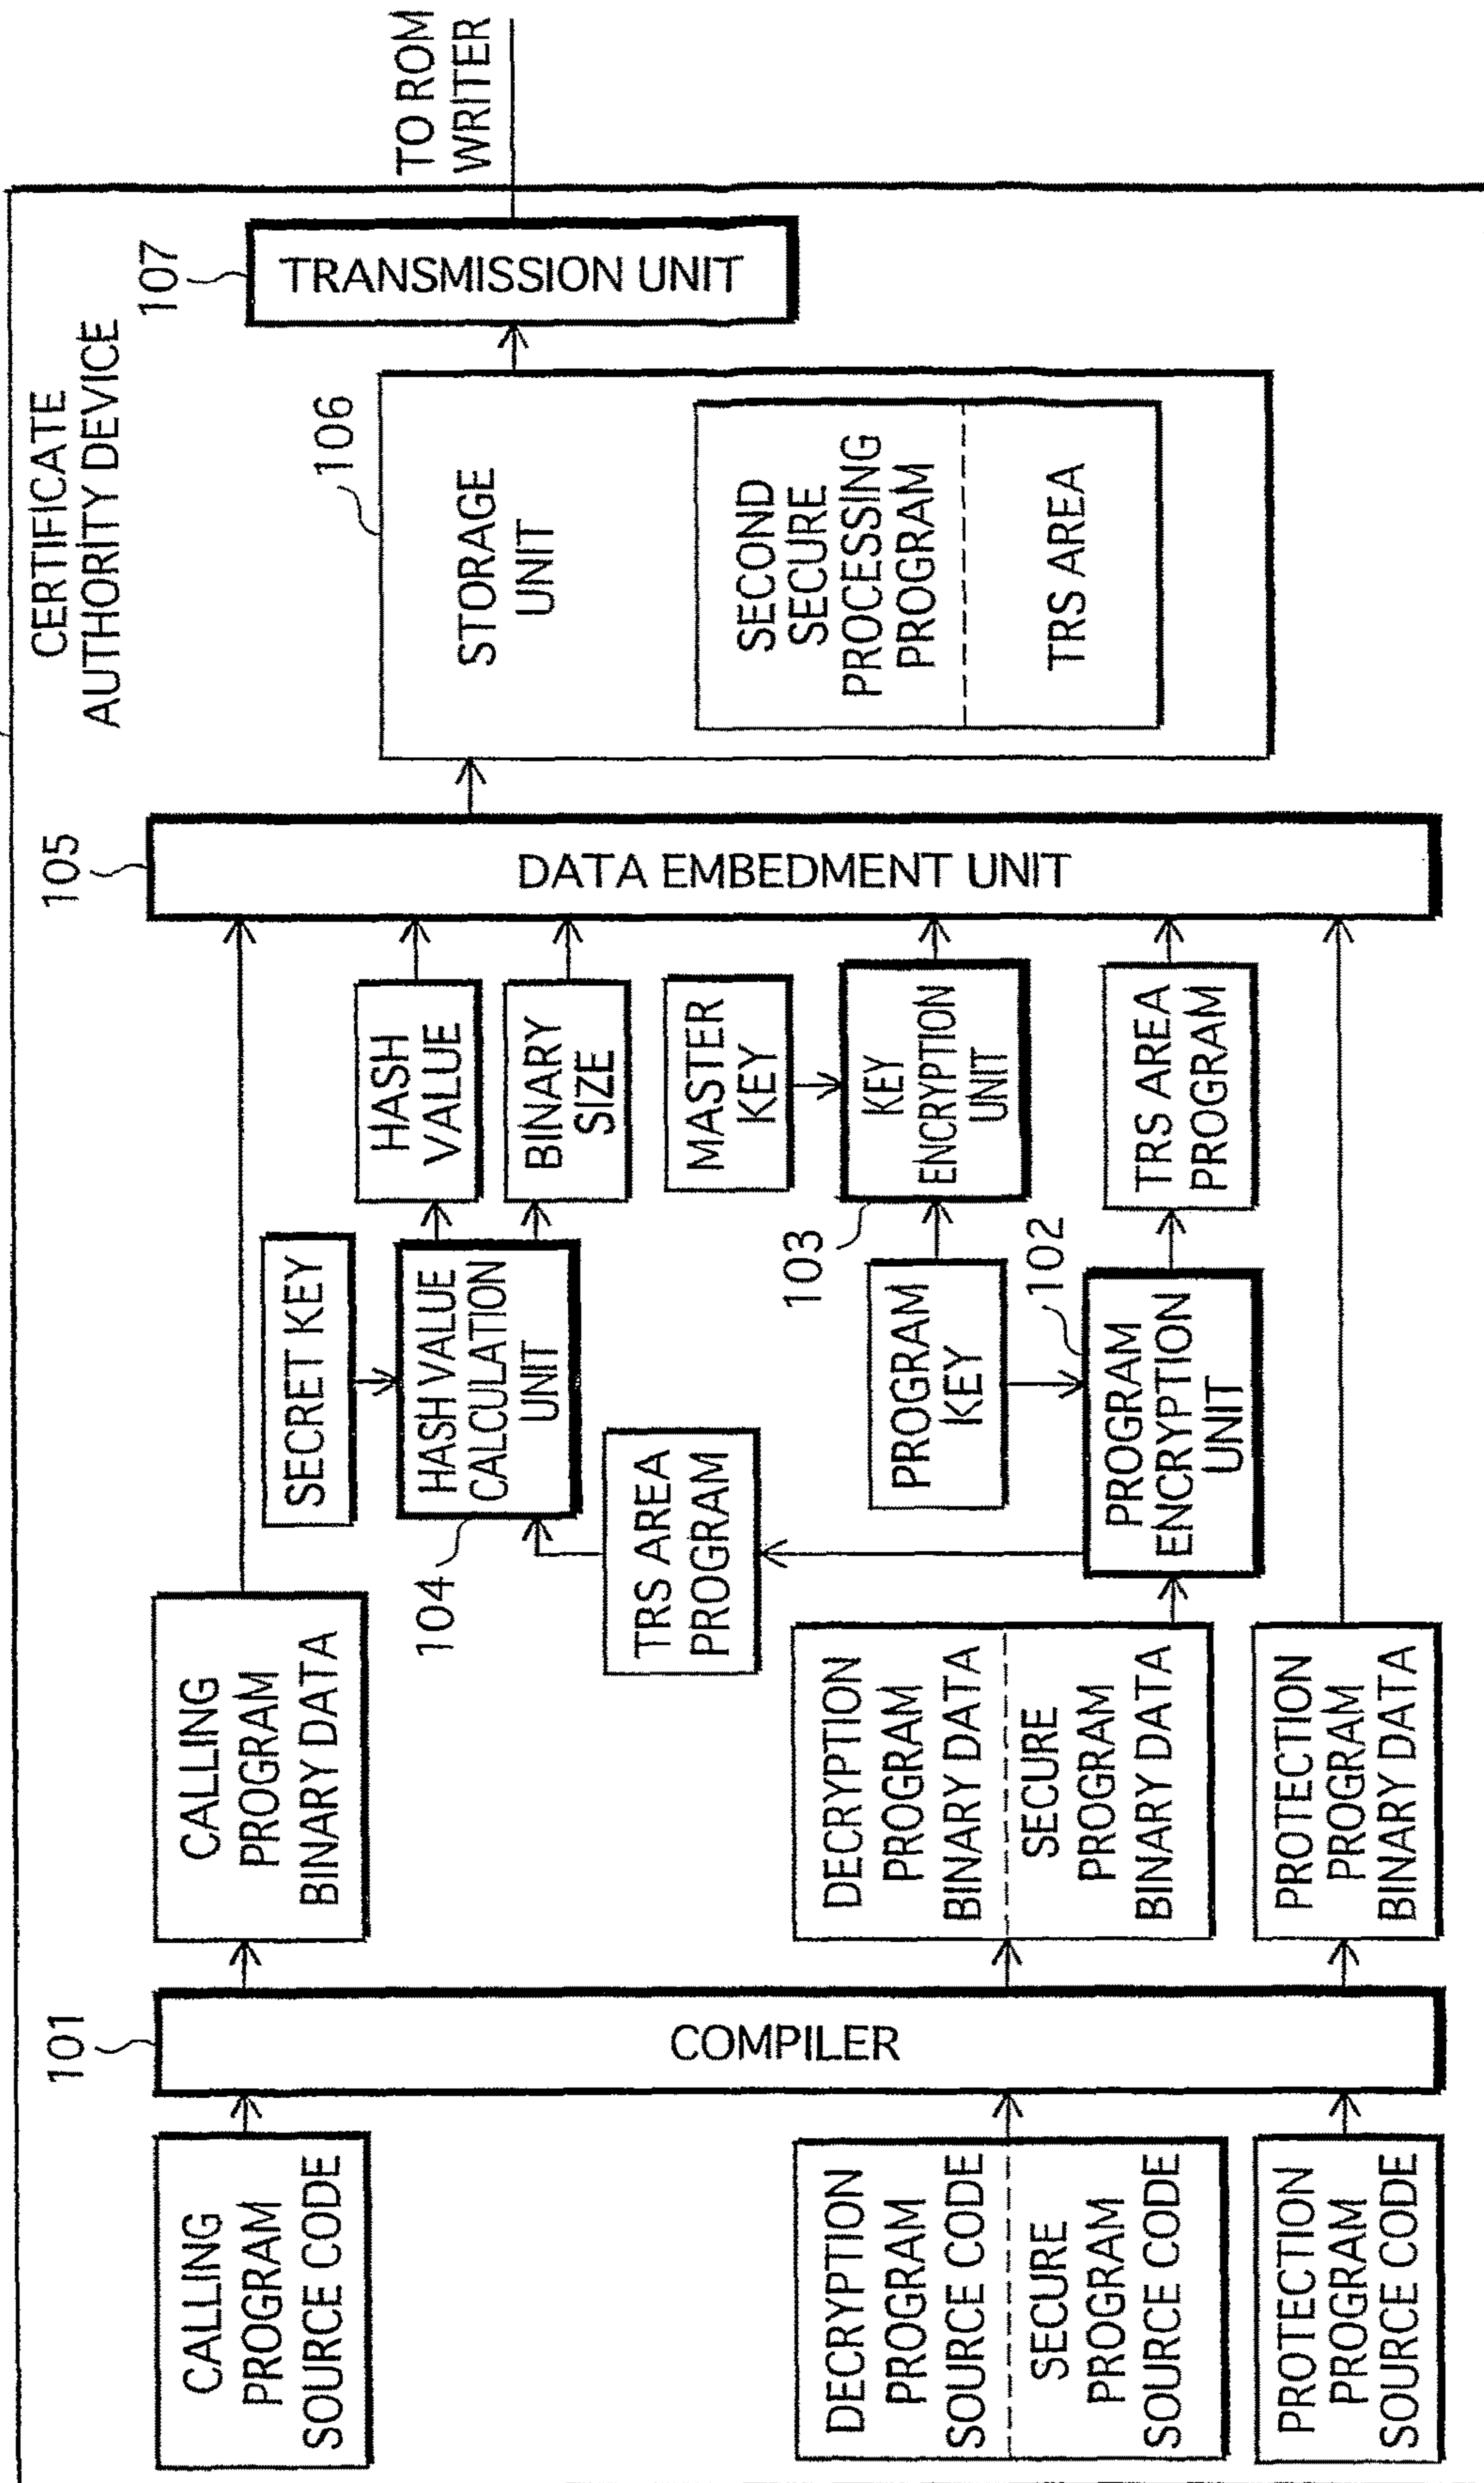 CERTIFICATE
AUTHORITY DEVICE
101
105
106
107
TO ROM
WRITER
CALLING
PROGRAM
SOURCE CODE
DECRYPTION
PROGRAM
SOURCE CODE
SECURE
PROGRAM
SOURCE CODE
PROTECTION
PROGRAM
SOURCE CODE
COMPILER
CALLING
PROGRAM
BINARY DATA
DECRYPTION
PROGRAM
BINARY DATA
SECURE
PROGRAM
BINARY DATA
PROTECTION
PROGRAM
BINARY DATA
SECRET KEY
104
HASH VALUE
CALCULATION
UNIT
TRS AREA
PROGRAM
HASH
VALUE
BINARY
SIZE
MASTER
KEY
103
KEY
ENCRYPTION
UNIT
PROGRAM
KEY
102
PROGRAM
ENCRYPTION
UNIT
TRS AREA
PROGRAM
DATA EMBEDMENT UNIT
STORAGE
UNIT
SECOND
SECURE
PROCESSING
PROGRAM
TRS AREA
TRANSMISSION UNIT